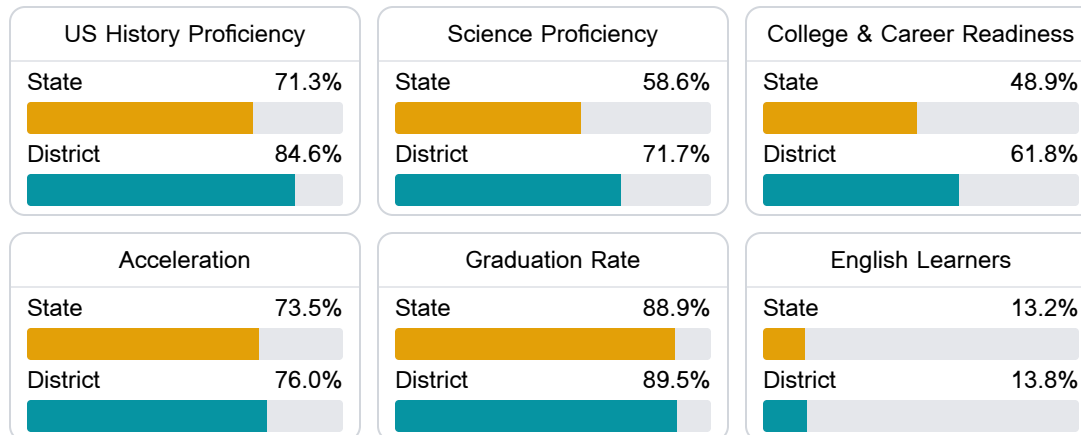 US History Proficiency
State 71.3%
District 84.6%
Science Proficiency
State 58.6%
District 71.7%
College & Career Readiness
State 48.9%
District 61.8%
Acceleration
State 73.5%
District 76.0%
Graduation Rate
State 88.9%
District 89.5%
English Learners
State 13.2%
District 13.8%